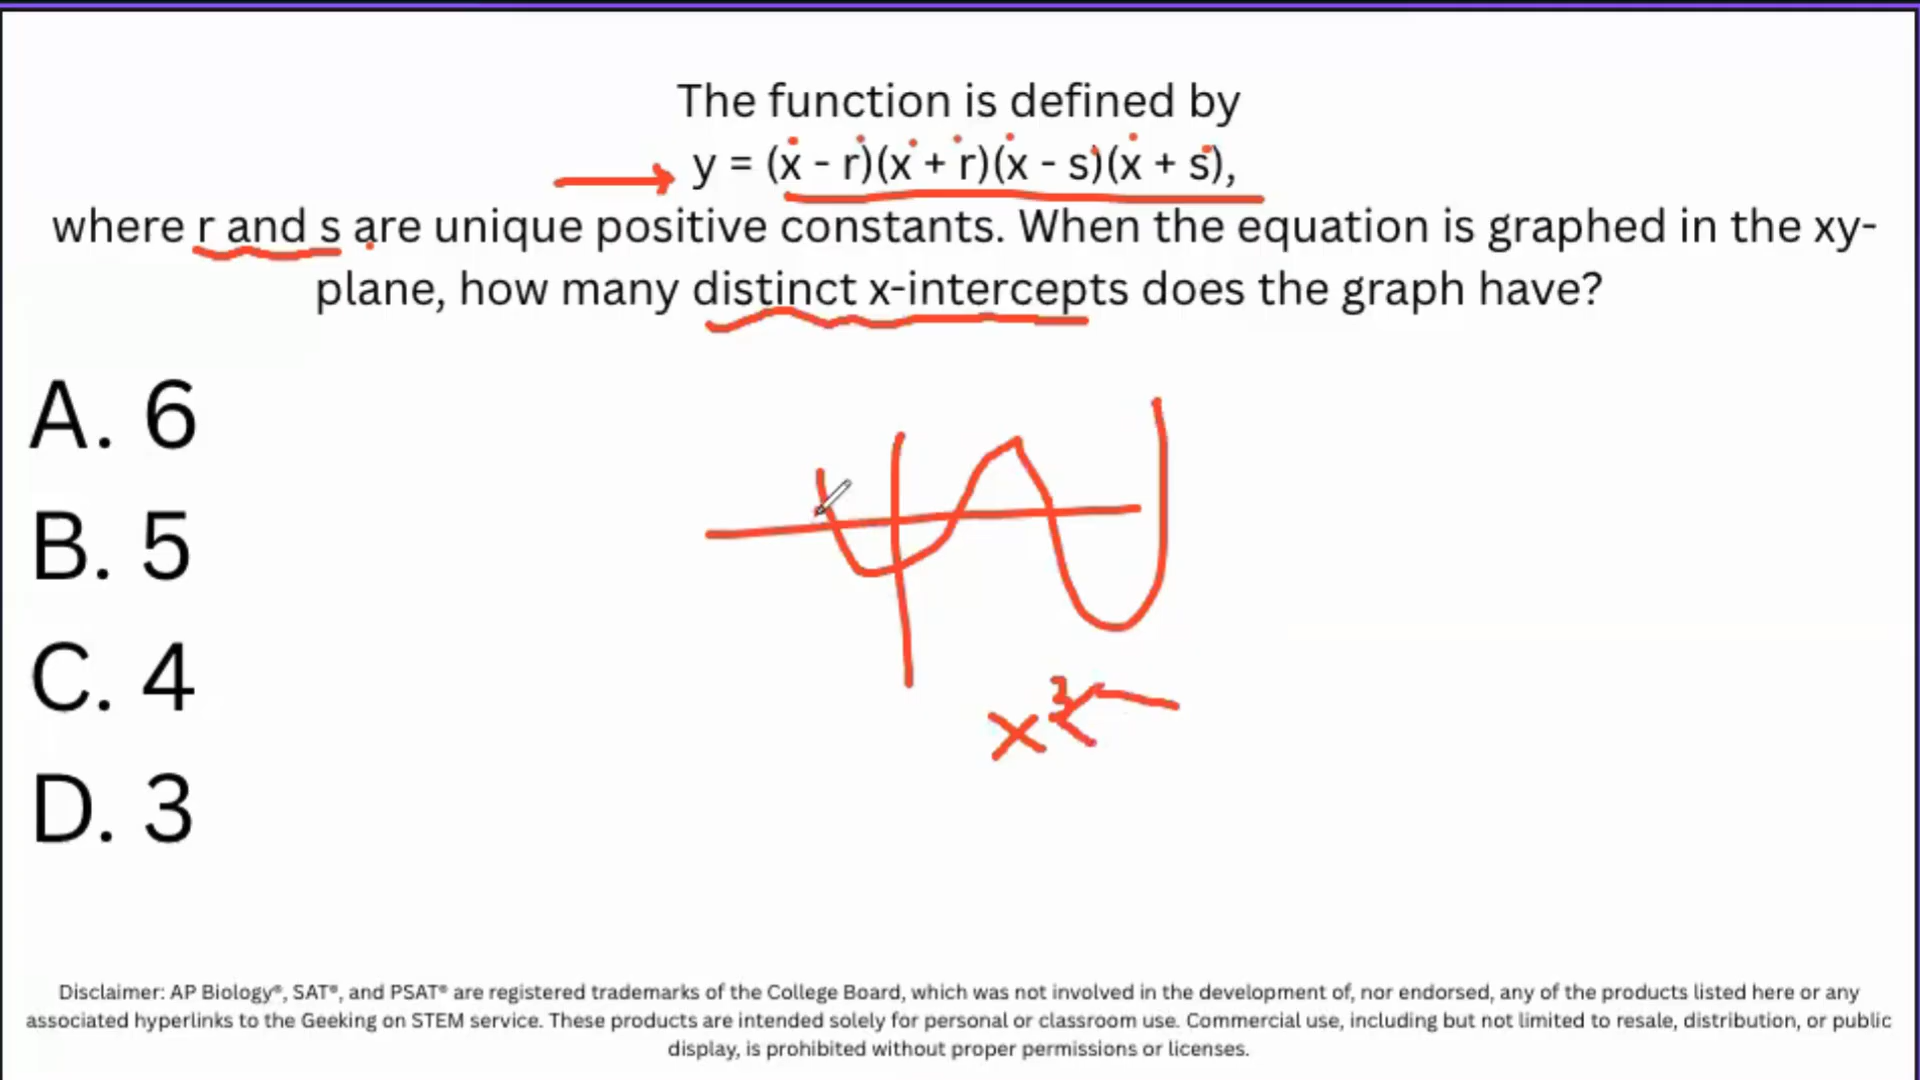 The function is defined by
y = (x - r)(x + r)(x - s)(x + s),
where r and s are unique positive constants. When the equation is graphed in the xy-
plane, how many distinct x-intercepts does the graph have?
A. 6
B. 5
C. 4
D. 3
x
Disclaimer: AP Biology®, SAT®, and PSAT® are registered trademarks of the College Board, which was not involved in the development of, nor endorsed, any of the products listed here or any
associated hyperlinks to the Geeking on STEM service. These products are intended solely for personal or classroom use. Commercial use, including but not limited to resale, distribution, or public
display, is prohibited without proper permissions or licenses.